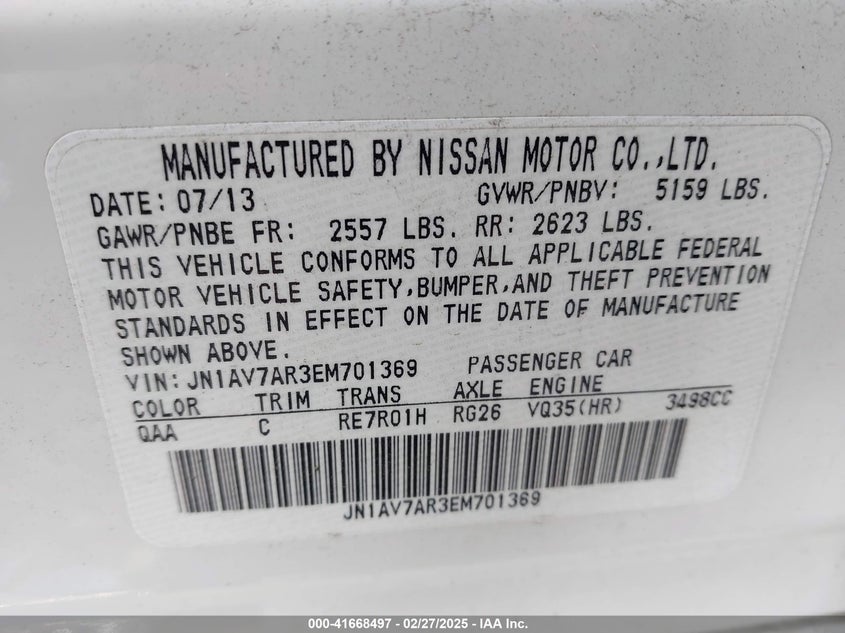 MANUFACTURED BY NISSAN MOTOR CO.,LTD.
DATE: 07/13 GVWR/PNBV: 5159 LBS.
GAWR/PNBE FR: 2557 LBS. RR: 2623 LBS.
THIS VEHICLE CONFORMS TO ALL APPLICABLE FEDERAL
MOTOR VEHICLE SAFETY,BUMPER,AND THEFT PREVENTION
STANDARDS IN EFFECT ON THE DATE OF MANUFACTURE
SHOWN ABOVE.
VIN: JN1AV7AR3EM701369 PASSENGER CAR
COLOR TRIM TRANS AXLE ENGINE
QAA C RE7R01H RG26 VQ35(HR) 3498CC
JN1AV7AR3EM701369
000-41668497 - 02/27/2025 - IAAI.com